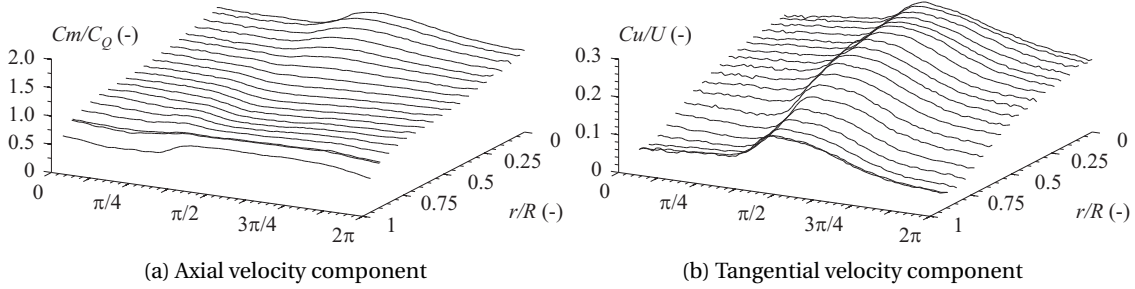 Cm/C_Q (-)
2.0
1.5
1.0
0.5
0
0
π/4
π/2
3π/4
2π
1
0.75
0.5
0.25
0
r/R (-)
(a) Axial velocity component
Cu/U (-)
0.3
0.2
0.1
0
0
π/4
π/2
3π/4
2π
1
0.75
0.5
0.25
0
r/R (-)
(b) Tangential velocity component